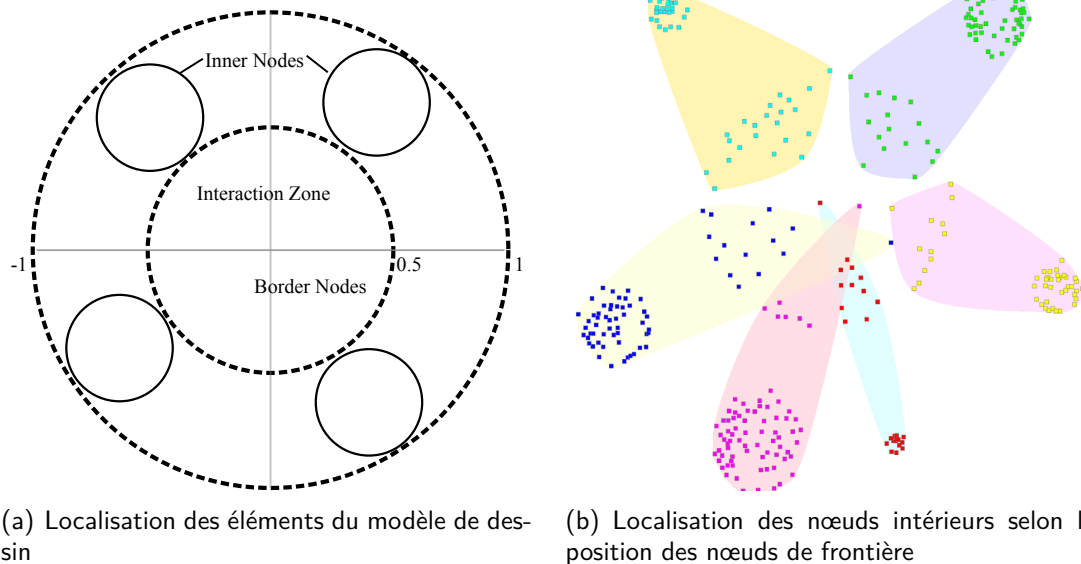 Inner Nodes
Interaction Zone
-1
0.5
1
Border Nodes
(a) Localisation des éléments du modèle de des-
sin
(b) Localisation des nœuds intérieurs selon l
position des nœuds de frontière